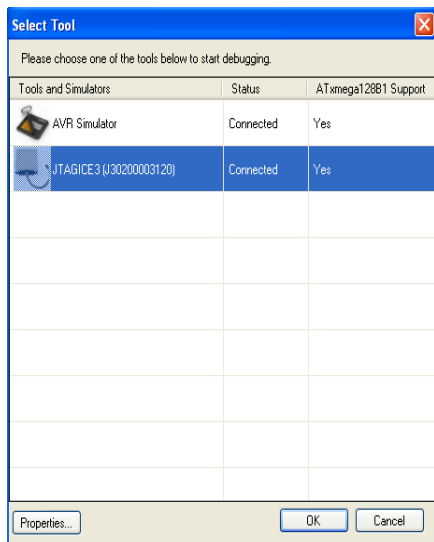 Select Tool
Please choose one of the tools below to start debugging.
Tools and Simulators Status ATxmega128B1 Support
AVR Simulator Connected Yes
JTAGICE3 (J30200003120) Connected Yes
Properties... OK Cancel